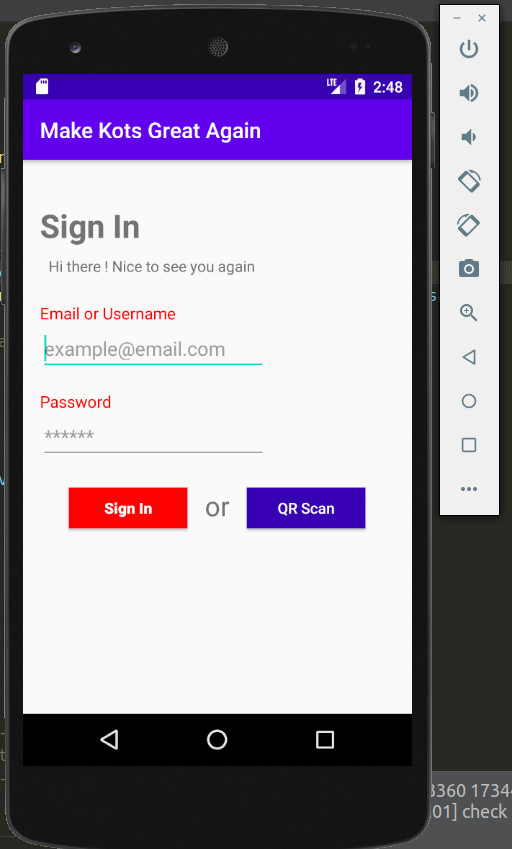 LTE 2:48
Make Kots Great Again
Sign In
Hi there ! Nice to see you again
Email or Username
example@email.com
Password
******
Sign In or QR Scan
3360 1734
01] check